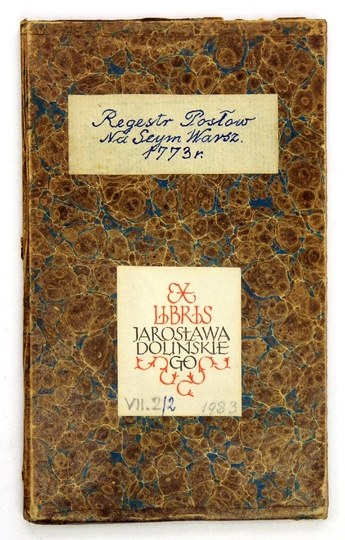 Regestr Posłow
Na Seym Warsz.
1773 r.
EX
LIBRIS
JAROSŁAWA
DOLIŃSKIE
GO
VII. 2/2 1983